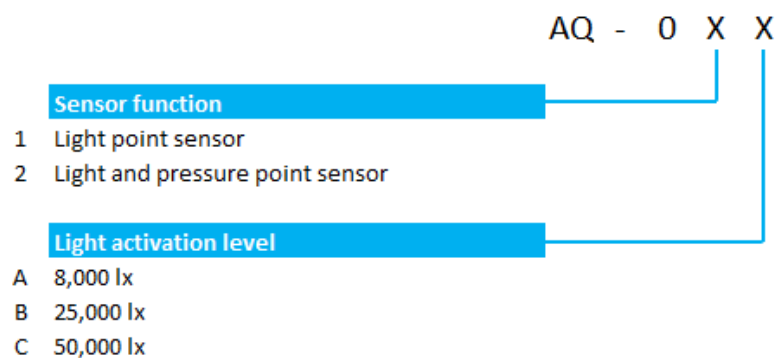 AQ - 0 X X
Sensor function
1 Light point sensor
2 Light and pressure point sensor
Light activation level
A 8,000 lx
B 25,000 lx
C 50,000 lx